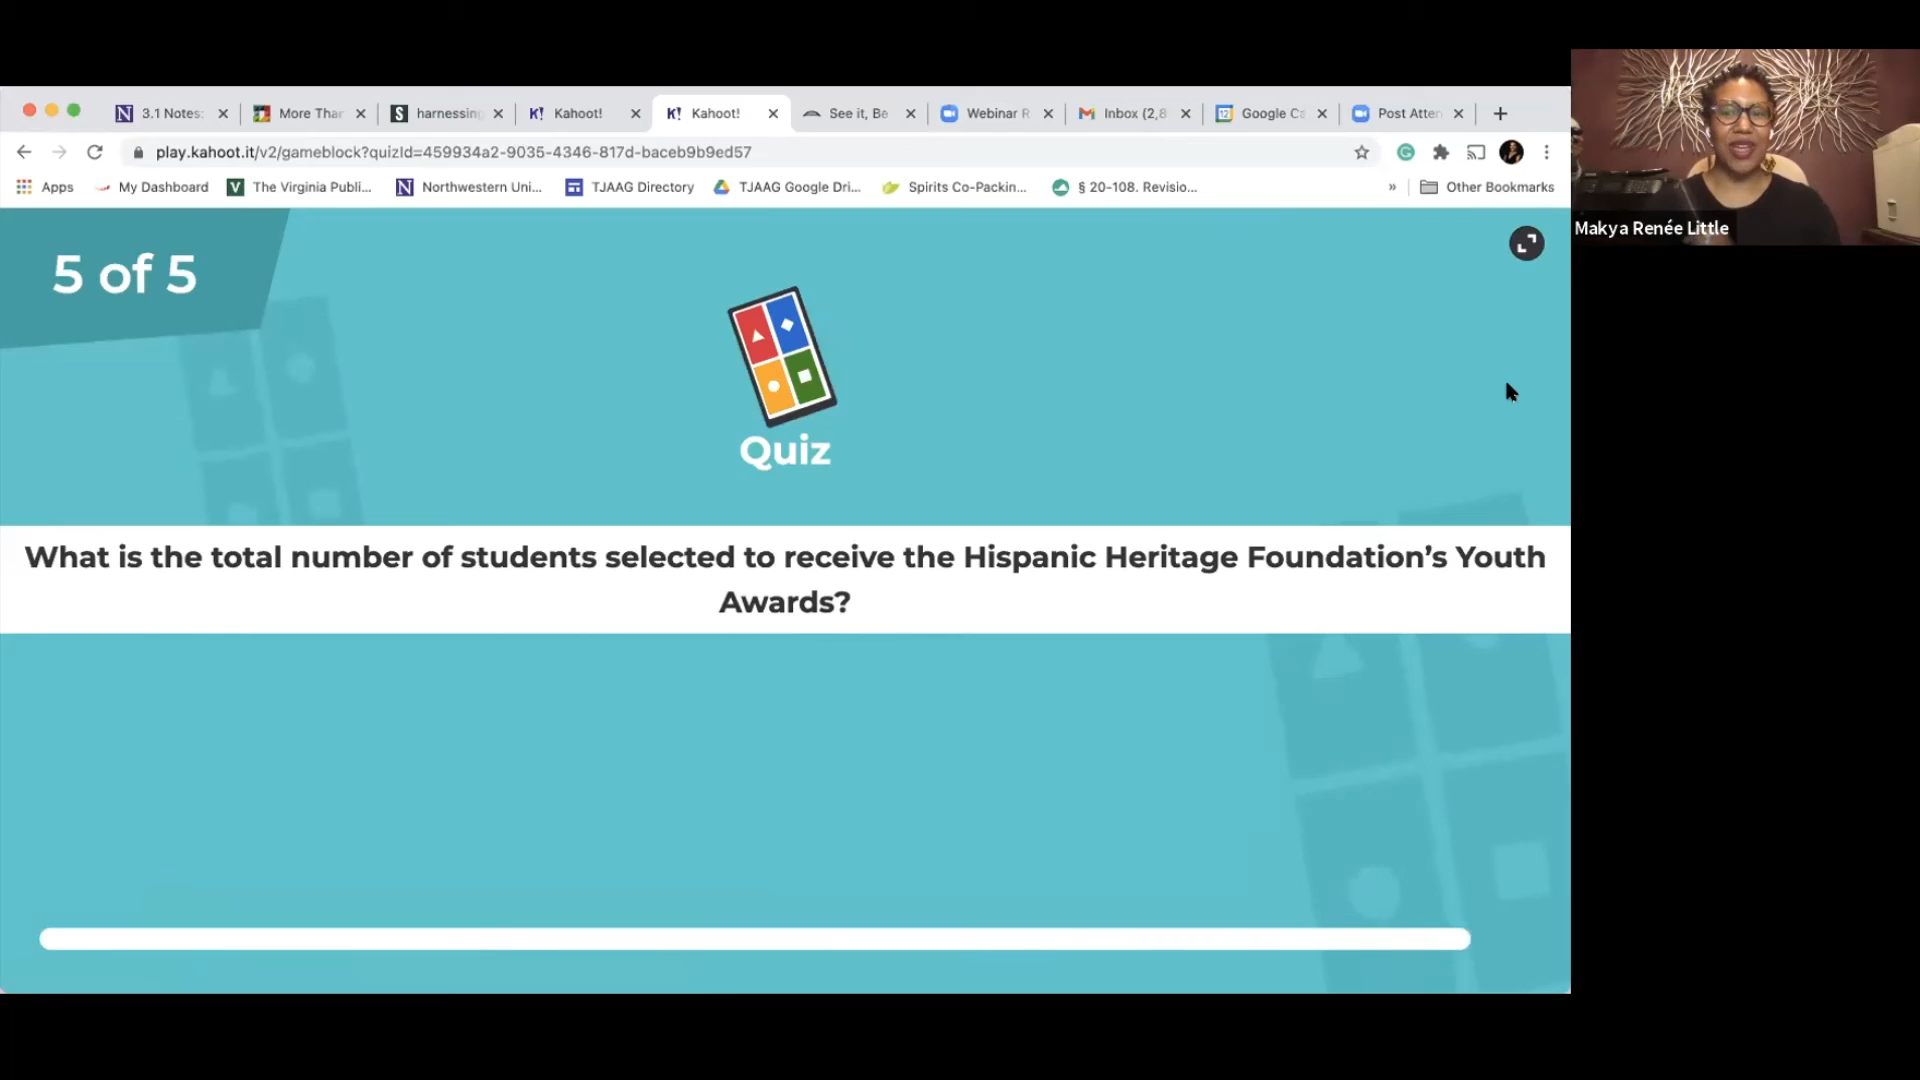 3.1 Notes:
More Than
harnessing
K! Kahoot!
K! Kahoot!
See it, Be
Webinar R
Inbox (2,8
Google Ca
Post Atten
play.kahoot.it/v2/gameblock?quizId=459934a2-9035-4346-817d-baceb9b9ed57
Apps
My Dashboard
The Virginia Publi...
Northwestern Uni...
TJAAG Directory
TJAAG Google Dri...
Spirits Co-Packin...
§ 20-108. Revisio...
»
Other Bookmarks
Makya Renée Little
5 of 5
Quiz
What is the total number of students selected to receive the Hispanic Heritage Foundation’s Youth
Awards?